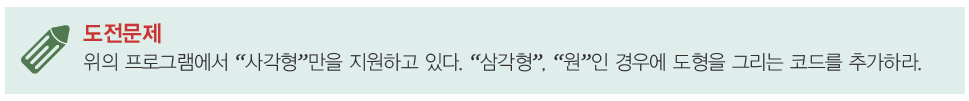 도전문제
위의 프로그램에서 “사각형”만을 지원하고 있다. “삼각형”, “원”인 경우에 도형을 그리는 코드를 추가하라.